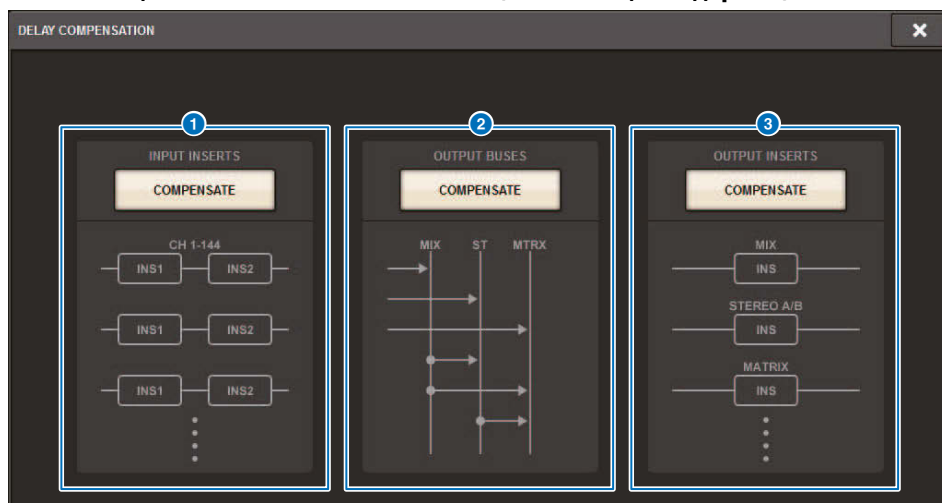 DELAY COMPENSATION
1
INPUT INSERTS
COMPENSATE
CH 1-144
INS1 INS2
INS1 INS2
INS1 INS2
2
OUTPUT BUSES
COMPENSATE
MIX ST MTRX
3
OUTPUT INSERTS
COMPENSATE
MIX
INS
STEREO A/B
INS
MATRIX
INS